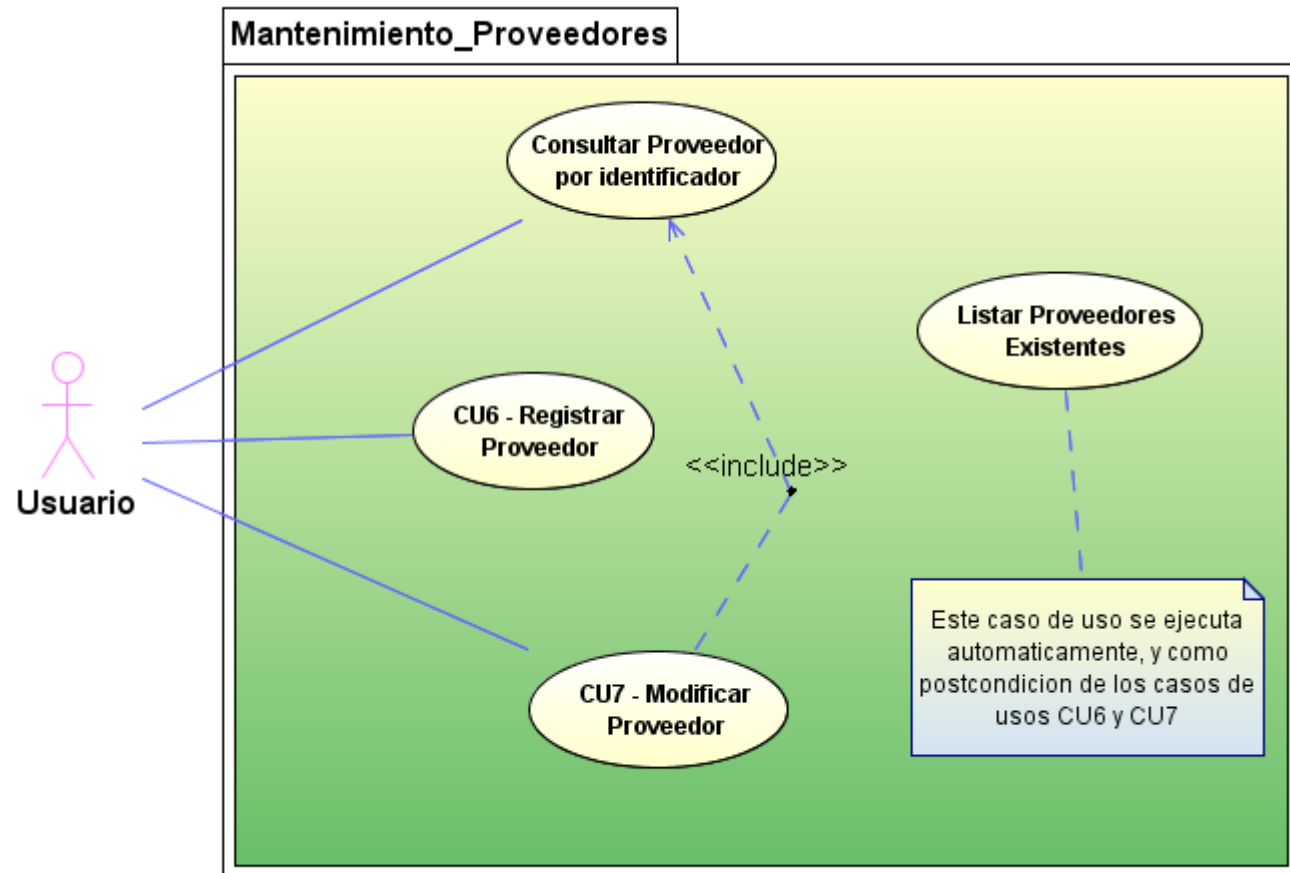 Mantenimiento_Proveedores
Consultar Proveedor
por identificador
Listar Proveedores
Existentes
CU6 - Registrar
Proveedor
<<include>>
Usuario
Este caso de uso se ejecuta
automaticamente, y como
postcondicion de los casos de
usos CU6 y CU7
CU7 - Modificar
Proveedor